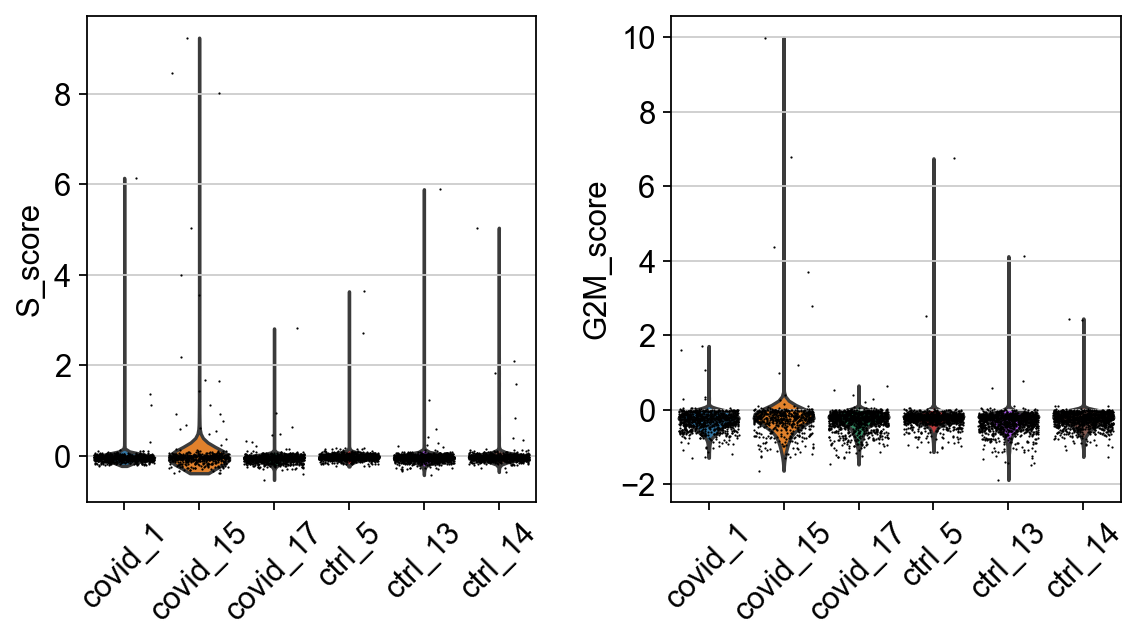 S_score
8
6
4
2
0
covid_1
covid_15
covid_17
ctrl_5
ctrl_13
ctrl_14
G2M_score
10
8
6
4
2
0
−2
covid_1
covid_15
covid_17
ctrl_5
ctrl_13
ctrl_14